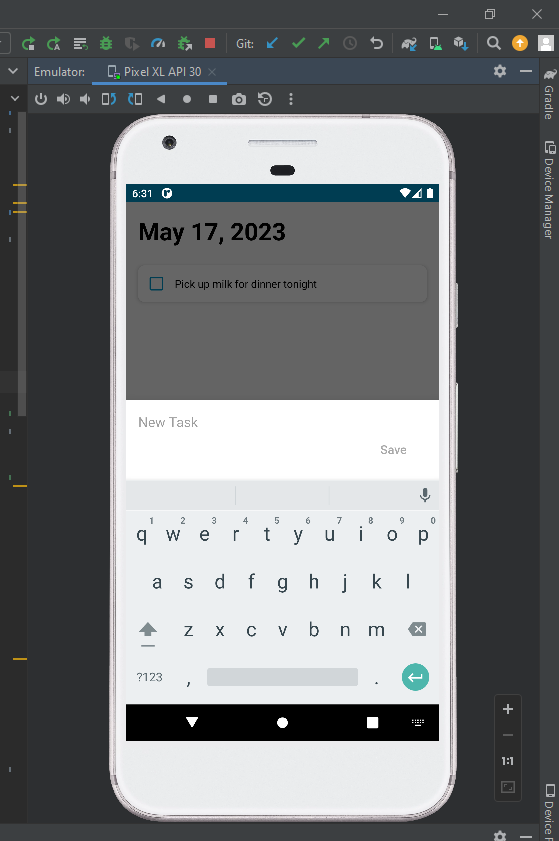 Git:
Emulator:
Pixel XL API 30
Gradle
Device Manager
6:31
May 17, 2023
Pick up milk for dinner tonight
New Task
Save
1 2 3 4 5 6 7 8 9 0
q w e r t y u i o p
a s d f g h j k l
z x c v b n m
?123 , .
1:1
Device F